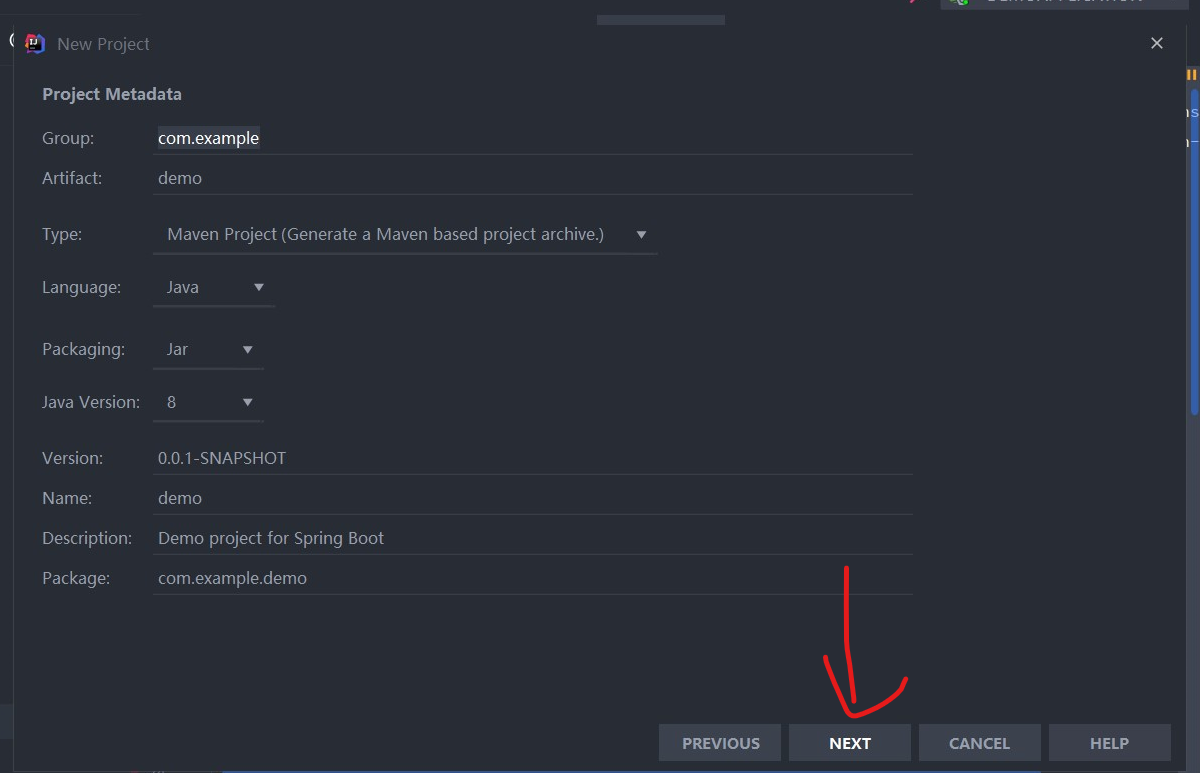 New Project
Project Metadata
Group: com.example
Artifact: demo
Type: Maven Project (Generate a Maven based project archive.)
Language: Java
Packaging: Jar
Java Version: 8
Version: 0.0.1-SNAPSHOT
Name: demo
Description: Demo project for Spring Boot
Package: com.example.demo
PREVIOUS NEXT CANCEL HELP